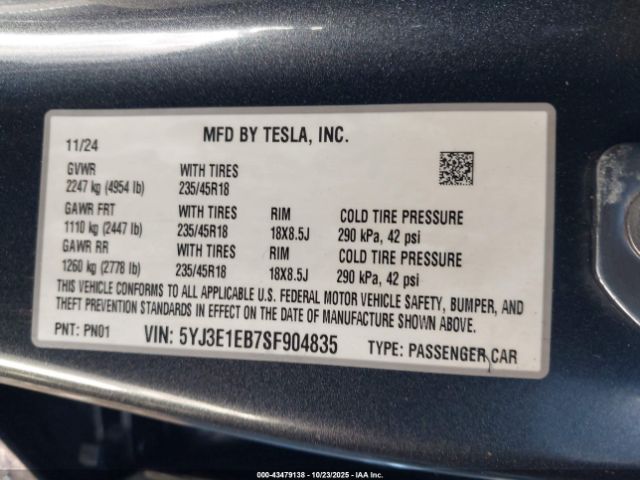 MFD BY TESLA, INC.
11/24
GVWR WITH TIRES
2247 kg (4954 lb) 235/45R18
GAWR FRT WITH TIRES RIM COLD TIRE PRESSURE
1110 kg (2447 lb) 235/45R18 18X8.5J 290 kPa, 42 psi
GAWR RR WITH TIRES RIM COLD TIRE PRESSURE
1260 kg (2778 lb) 235/45R18 18X8.5J 290 kPa, 42 psi
THIS VEHICLE CONFORMS TO ALL APPLICABLE U.S. FEDERAL MOTOR VEHICLE SAFETY, BUMPER, AND
THEFT PREVENTION STANDARDS IN EFFECT ON THE DATE OF MANUFACTURE SHOWN ABOVE.
PNT: PN01 VIN: 5YJ3E1EB7SF904835 TYPE: PASSENGER CAR
000-43479138 - 10/23/2025 - IAA Inc.